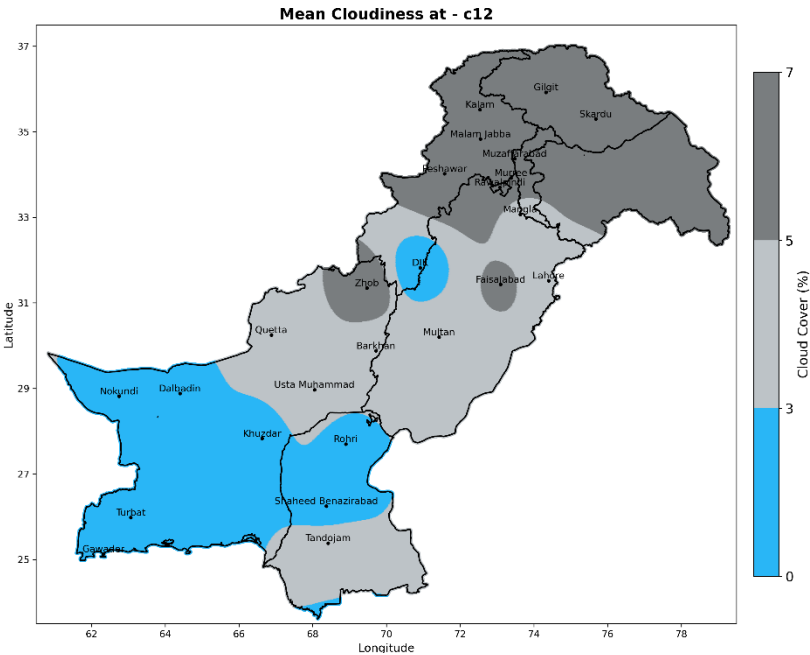 Mean Cloudiness at - c12
37
35
33
31
29
27
25
Latitude
62
64
66
68
70
72
74
76
78
Longitude
Gilgit
Kalam
Skardu
Malam Jabba
Muzaffarabad
Peshawar
Murree
Rawalpindi
Mangla
DIK
Zhob
Faisalabad
Lahore
Quetta
Multan
Barkhan
Usta Muhammad
Nokundi
Dalbadin
Khuzdar
Rohri
Shaheed Benazirabad
Turbat
Tandojam
Gawader
7
5
3
0
Cloud Cover (%)